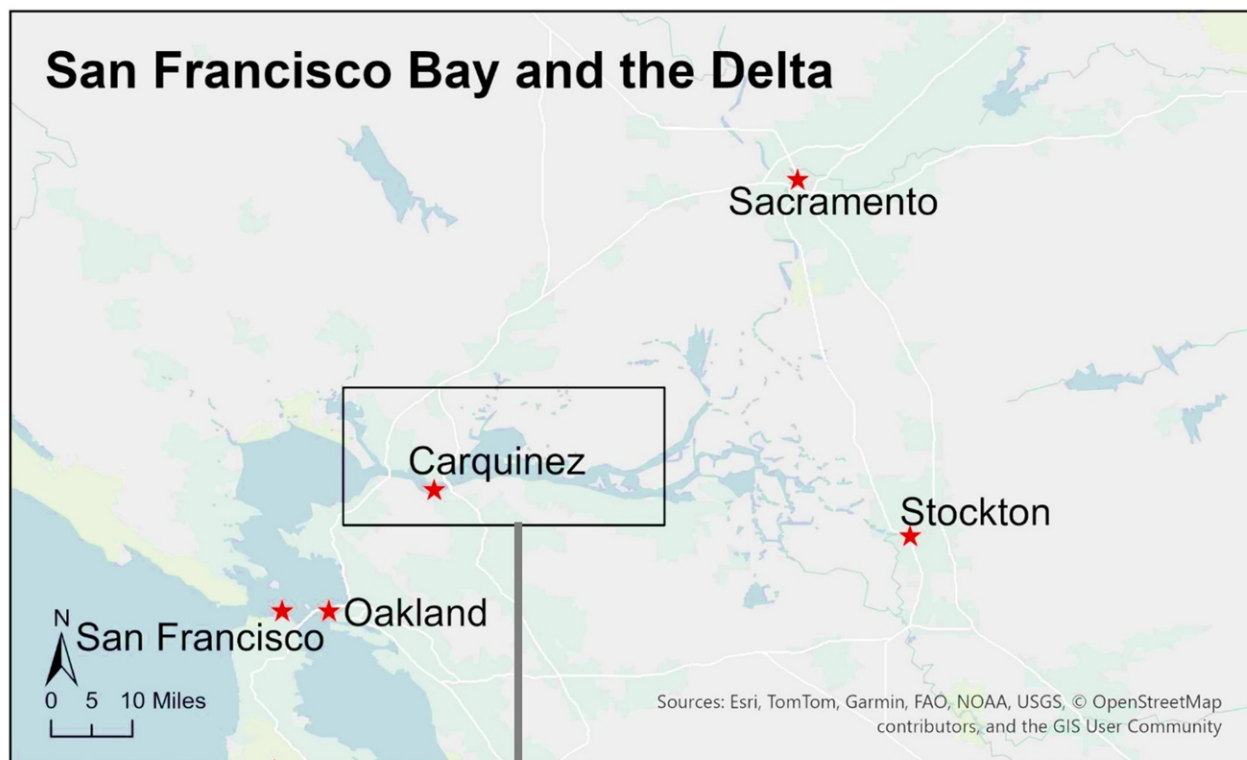 San Francisco Bay and the Delta
Sacramento
Carquinez
Stockton
Oakland
San Francisco
N
0 5 10 Miles
Sources: Esri, TomTom, Garmin, FAO, NOAA, USGS, © OpenStreetMap
contributors, and the GIS User Community